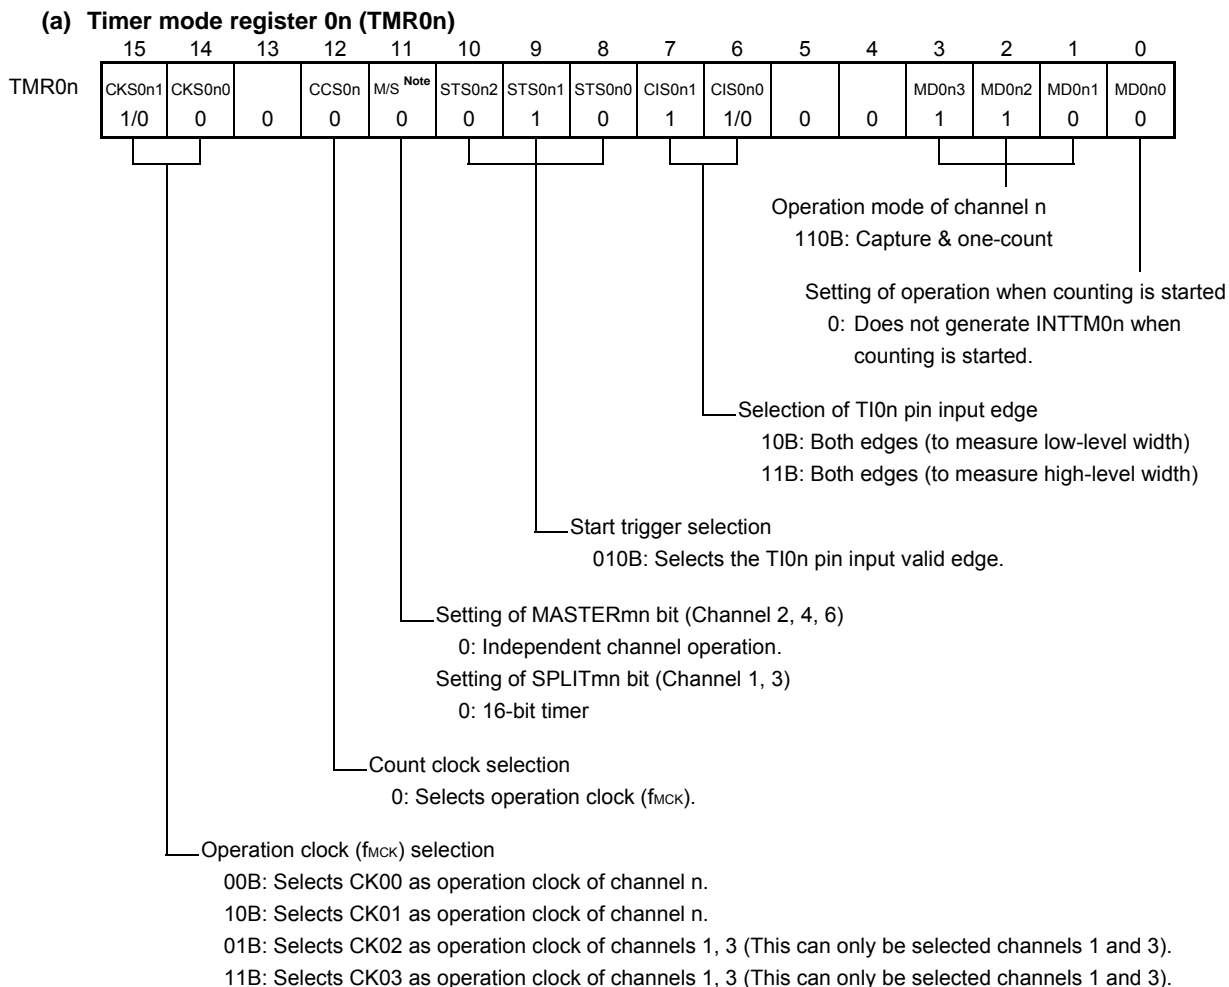 (a) Timer mode register 0n (TMR0n)
15 14 13 12 11 10 9 8 7 6 5 4 3 2 1 0
TMR0n CKS0n1 CKS0n0 CCS0n M/S Note STS0n2 STS0n1 STS0n0 CIS0n1 CIS0n0 MD0n3 MD0n2 MD0n1 MD0n0
1/0 0 0 0 0 0 1 0 1 1/0 0 0 1 1 0 0
Operation mode of channel n
110B: Capture & one-count
Setting of operation when counting is started
0: Does not generate INTTM0n when
counting is started.
Selection of TI0n pin input edge
10B: Both edges (to measure low-level width)
11B: Both edges (to measure high-level width)
Start trigger selection
010B: Selects the TI0n pin input valid edge.
Setting of MASTERmn bit (Channel 2, 4, 6)
0: Independent channel operation.
Setting of SPLITmn bit (Channel 1, 3)
0: 16-bit timer
Count clock selection
0: Selects operation clock (fMCK).
Operation clock (fMCK) selection
00B: Selects CK00 as operation clock of channel n.
10B: Selects CK01 as operation clock of channel n.
01B: Selects CK02 as operation clock of channels 1, 3 (This can only be selected channels 1 and 3).
11B: Selects CK03 as operation clock of channels 1, 3 (This can only be selected channels 1 and 3).